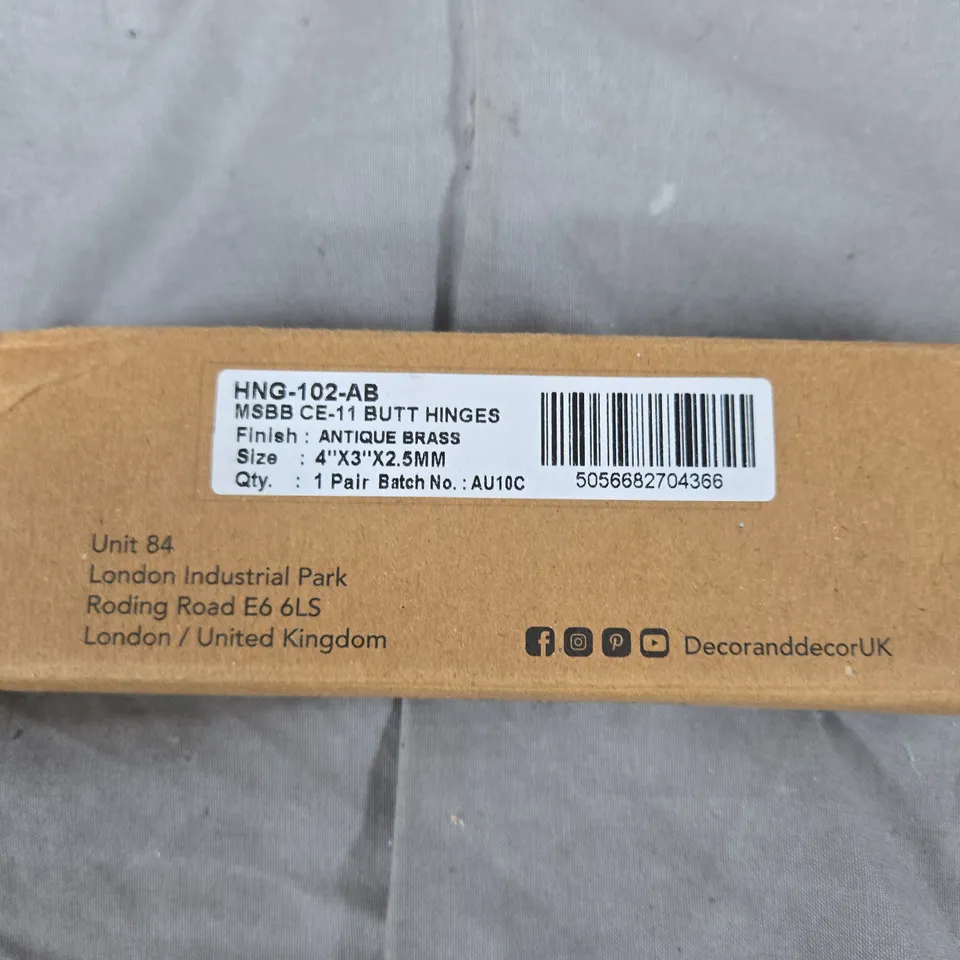 HNG-102-AB
MSBB CE-11 BUTT HINGES
Finish : ANTIQUE BRASS
Size : 4"X3"X2.5MM
Qty. : 1 Pair Batch No. : AU10C
5056682704366
Unit 84
London Industrial Park
Roding Road E6 6LS
London / United Kingdom
DecoranddecorUK